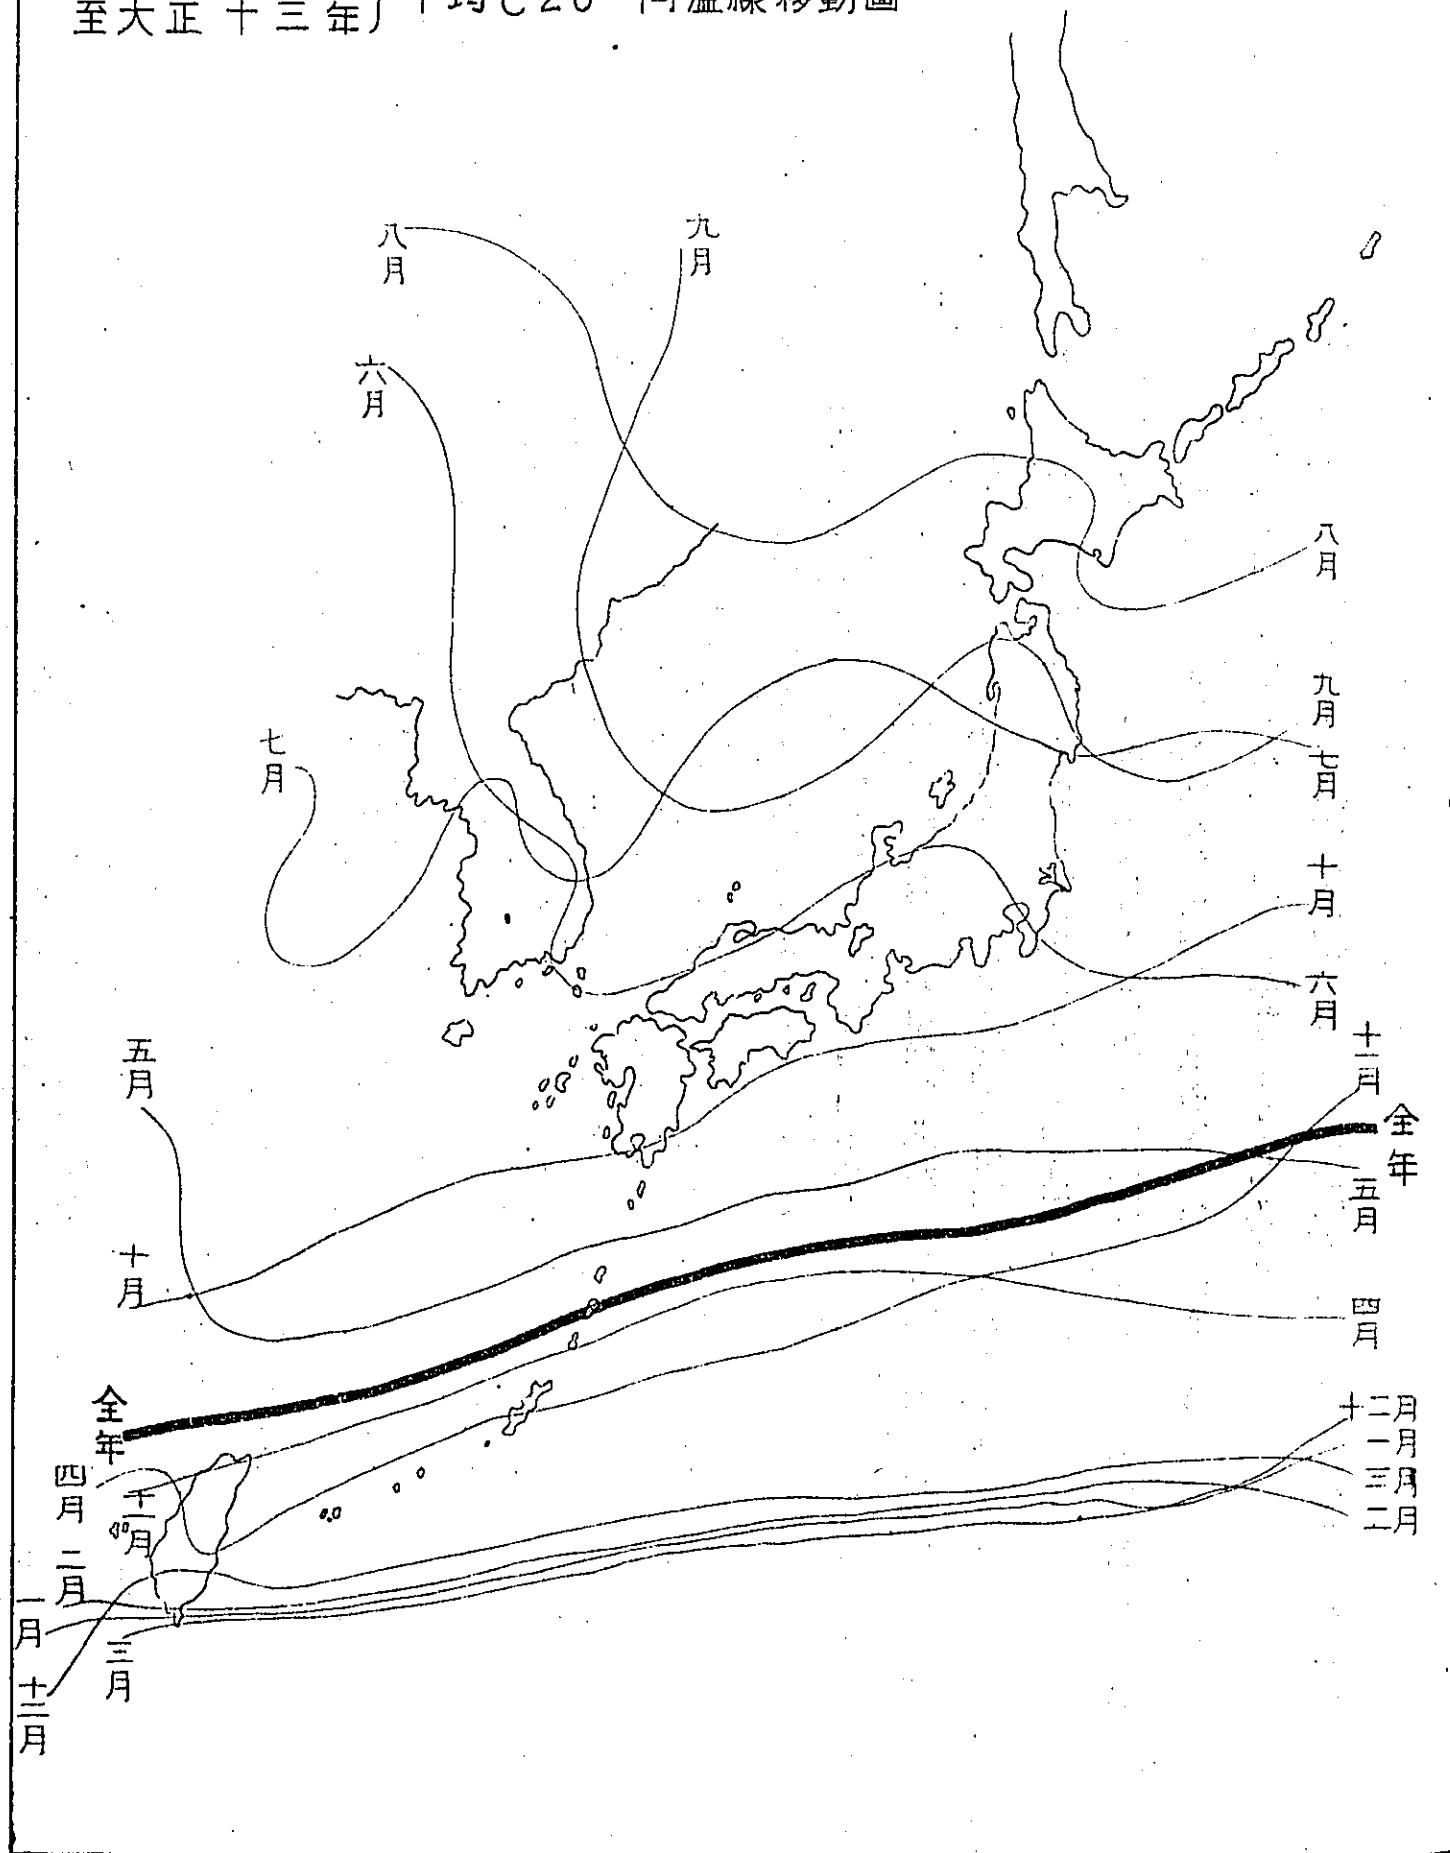 至大正十三年 平均C20°同溫線移動圖
八月
九月
六月
八月
九月
七月
七月
十月
六月
五月
十一月
全年
五月
十月
四月
全年
四月
十一月
十二月
一月
三月
二月
二月
一月
三月
十二月